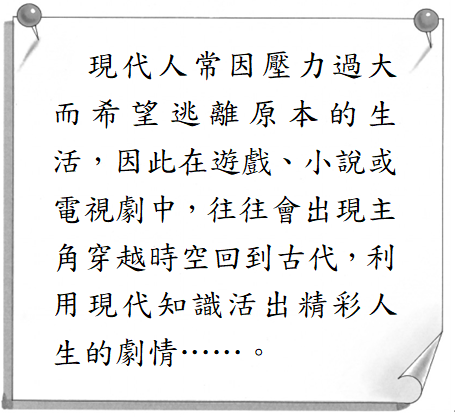 現代人常因壓力過大
而希望逃離原本的生
活，因此在遊戲、小說或
電視劇中，往往會出現主
角穿越時空回到古代，利
用現代知識活出精彩人
生的劇情……。